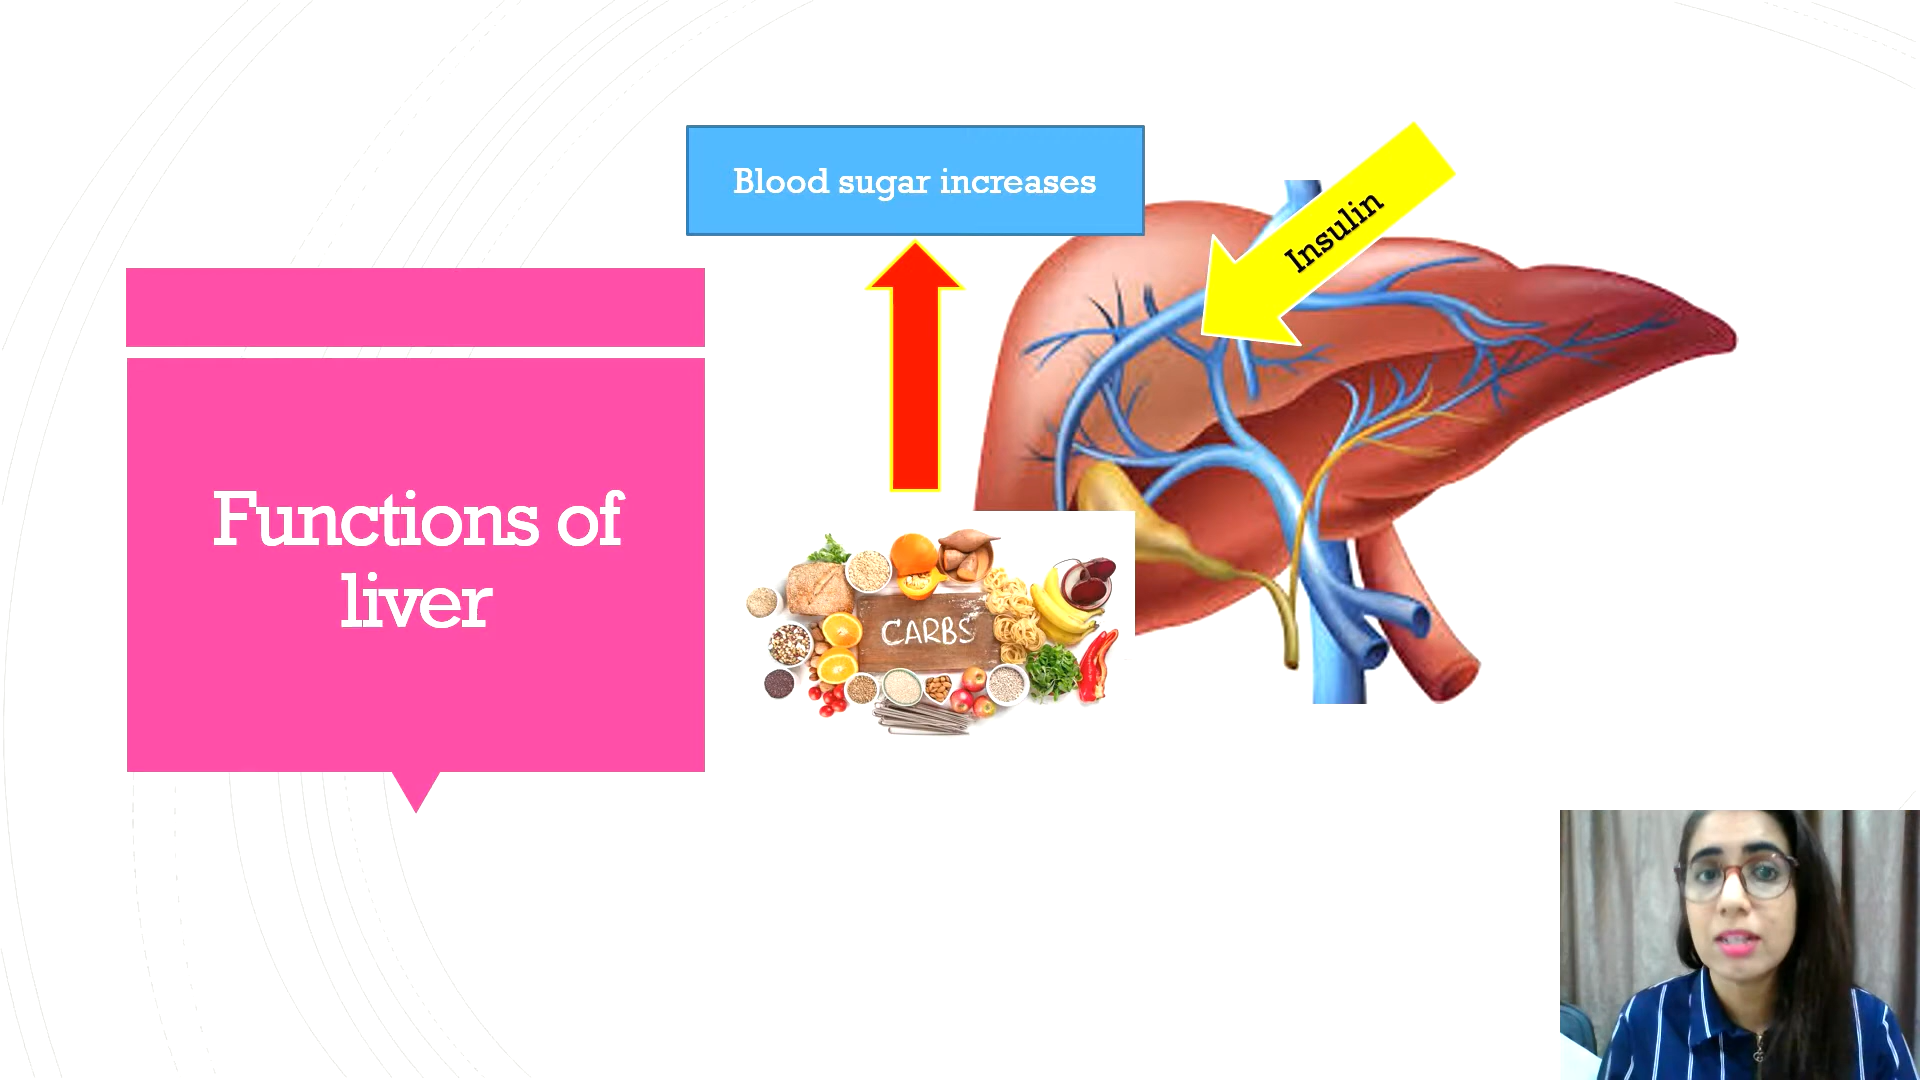 Blood sugar increases
Insulin
Functions of
liver
CARBS